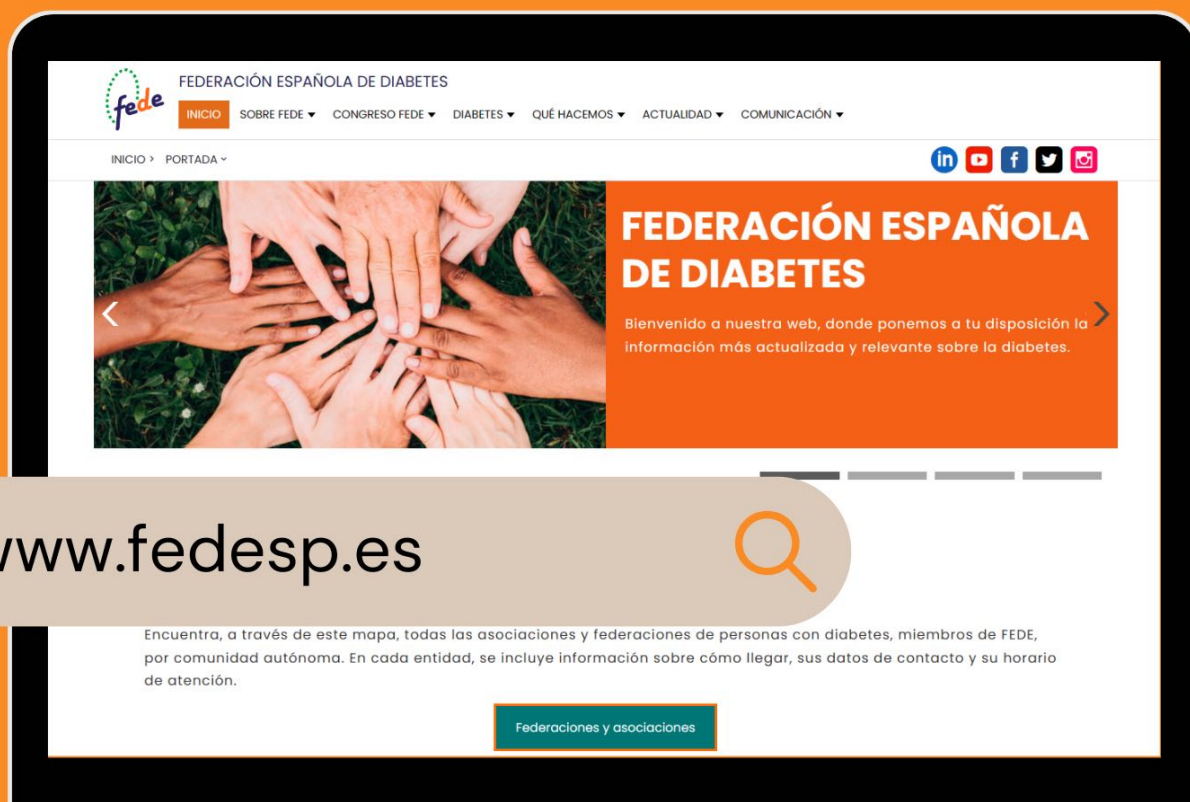 FEDERACIÓN ESPAÑOLA DE DIABETES
fede
INICIO SOBRE FEDE CONGRESO FEDE DIABETES QUÉ HACEMOS ACTUALIDAD COMUNICACIÓN
INICIO > PORTADA
in f
FEDERACIÓN ESPAÑOLA
DE DIABETES
Bienvenido a nuestra web, donde ponemos a tu disposición la
información más actualizada y relevante sobre la diabetes.
www.fedesp.es
Encuentra, a través de este mapa, todas las asociaciones y federaciones de personas con diabetes, miembros de FEDE,
por comunidad autónoma. En cada entidad, se incluye información sobre cómo llegar, sus datos de contacto y su horario
de atención.
Federaciones y asociaciones